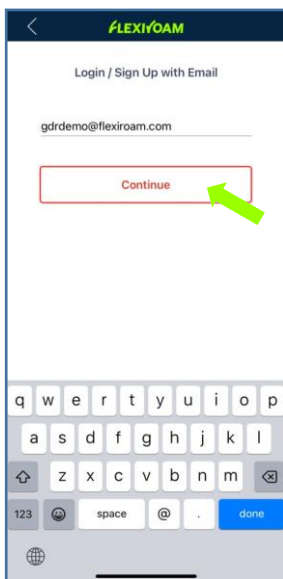 FLEXIROAM
Login / Sign Up with Email
gdrdemo@flexiroam.com
Continue
q w e r t y u i o p
a s d f g h j k l
z x c v b n m
123 space @ . done